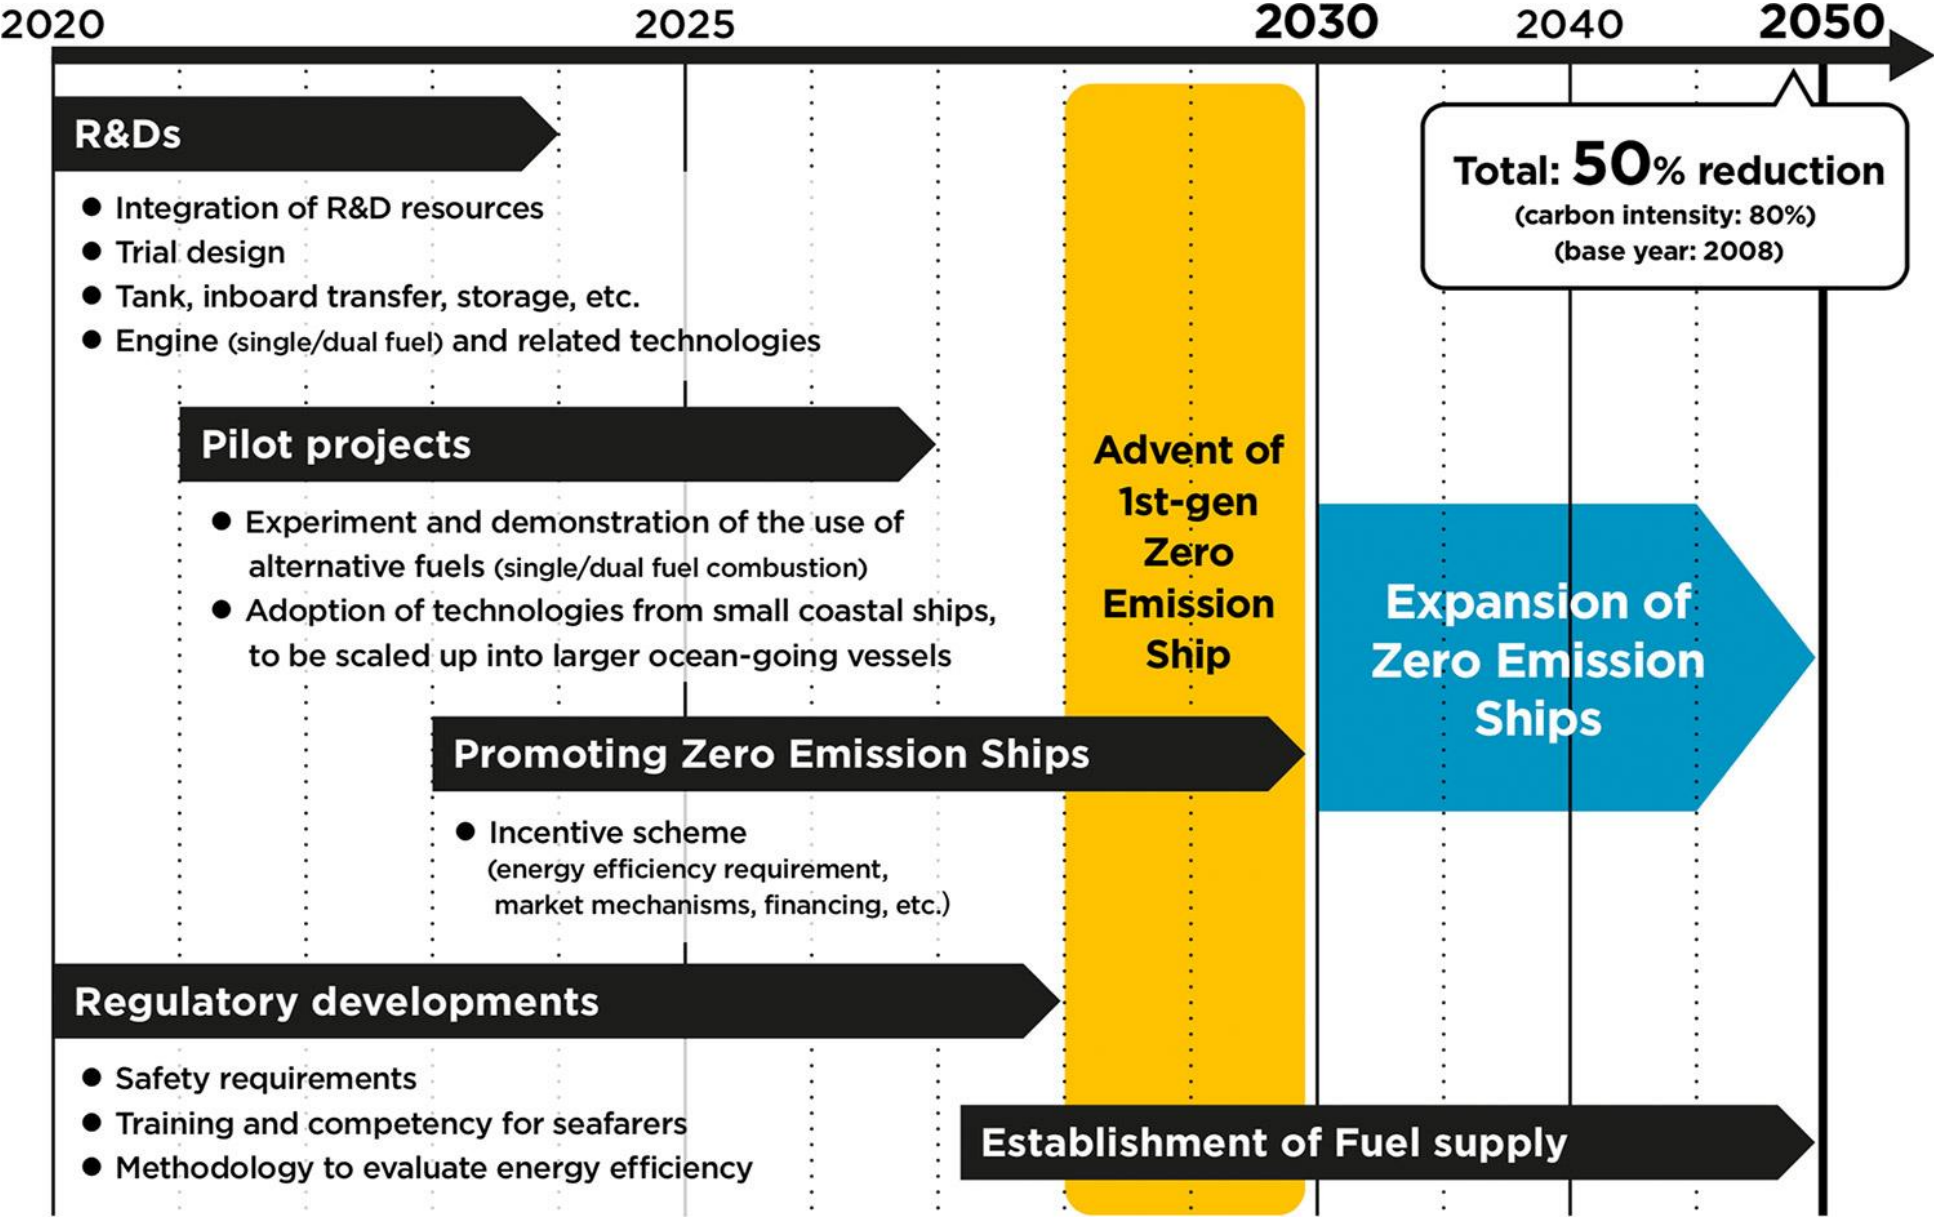 2020 2025 2030 2040 2050
R&Ds
● Integration of R&D resources
● Trial design
● Tank, inboard transfer, storage, etc.
● Engine (single/dual fuel) and related technologies
Total: 50% reduction
(carbon intensity: 80%)
(base year: 2008)
Pilot projects
● Experiment and demonstration of the use of
alternative fuels (single/dual fuel combustion)
● Adoption of technologies from small coastal ships,
to be scaled up into larger ocean-going vessels
Advent of
1st-gen
Zero
Emission
Ship
Expansion of
Zero Emission
Ships
Promoting Zero Emission Ships
● Incentive scheme
(energy efficiency requirement,
market mechanisms, financing, etc.)
Regulatory developments
● Safety requirements
● Training and competency for seafarers
● Methodology to evaluate energy efficiency
Establishment of Fuel supply